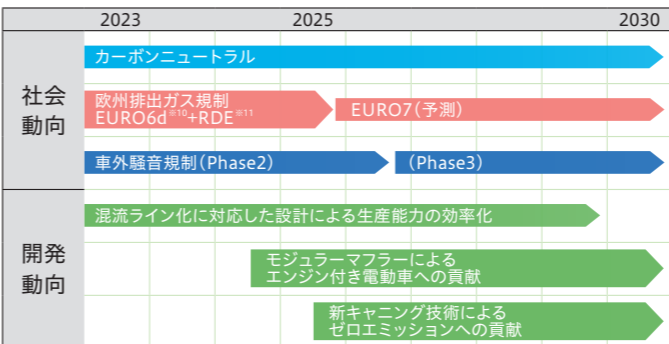 2023 2025 2030
社会
動向
カーボンニュートラル
欧州排出ガス規制
EURO6d※10+RDE※11
EURO7(予測)
車外騒音規制(Phase2)
(Phase3)
開発
動向
混流ライン化に対応した設計による生産能力の効率化
モジュラーマフラーによる
エンジン付き電動車への貢献
新キャニング技術による
ゼロエミッションへの貢献